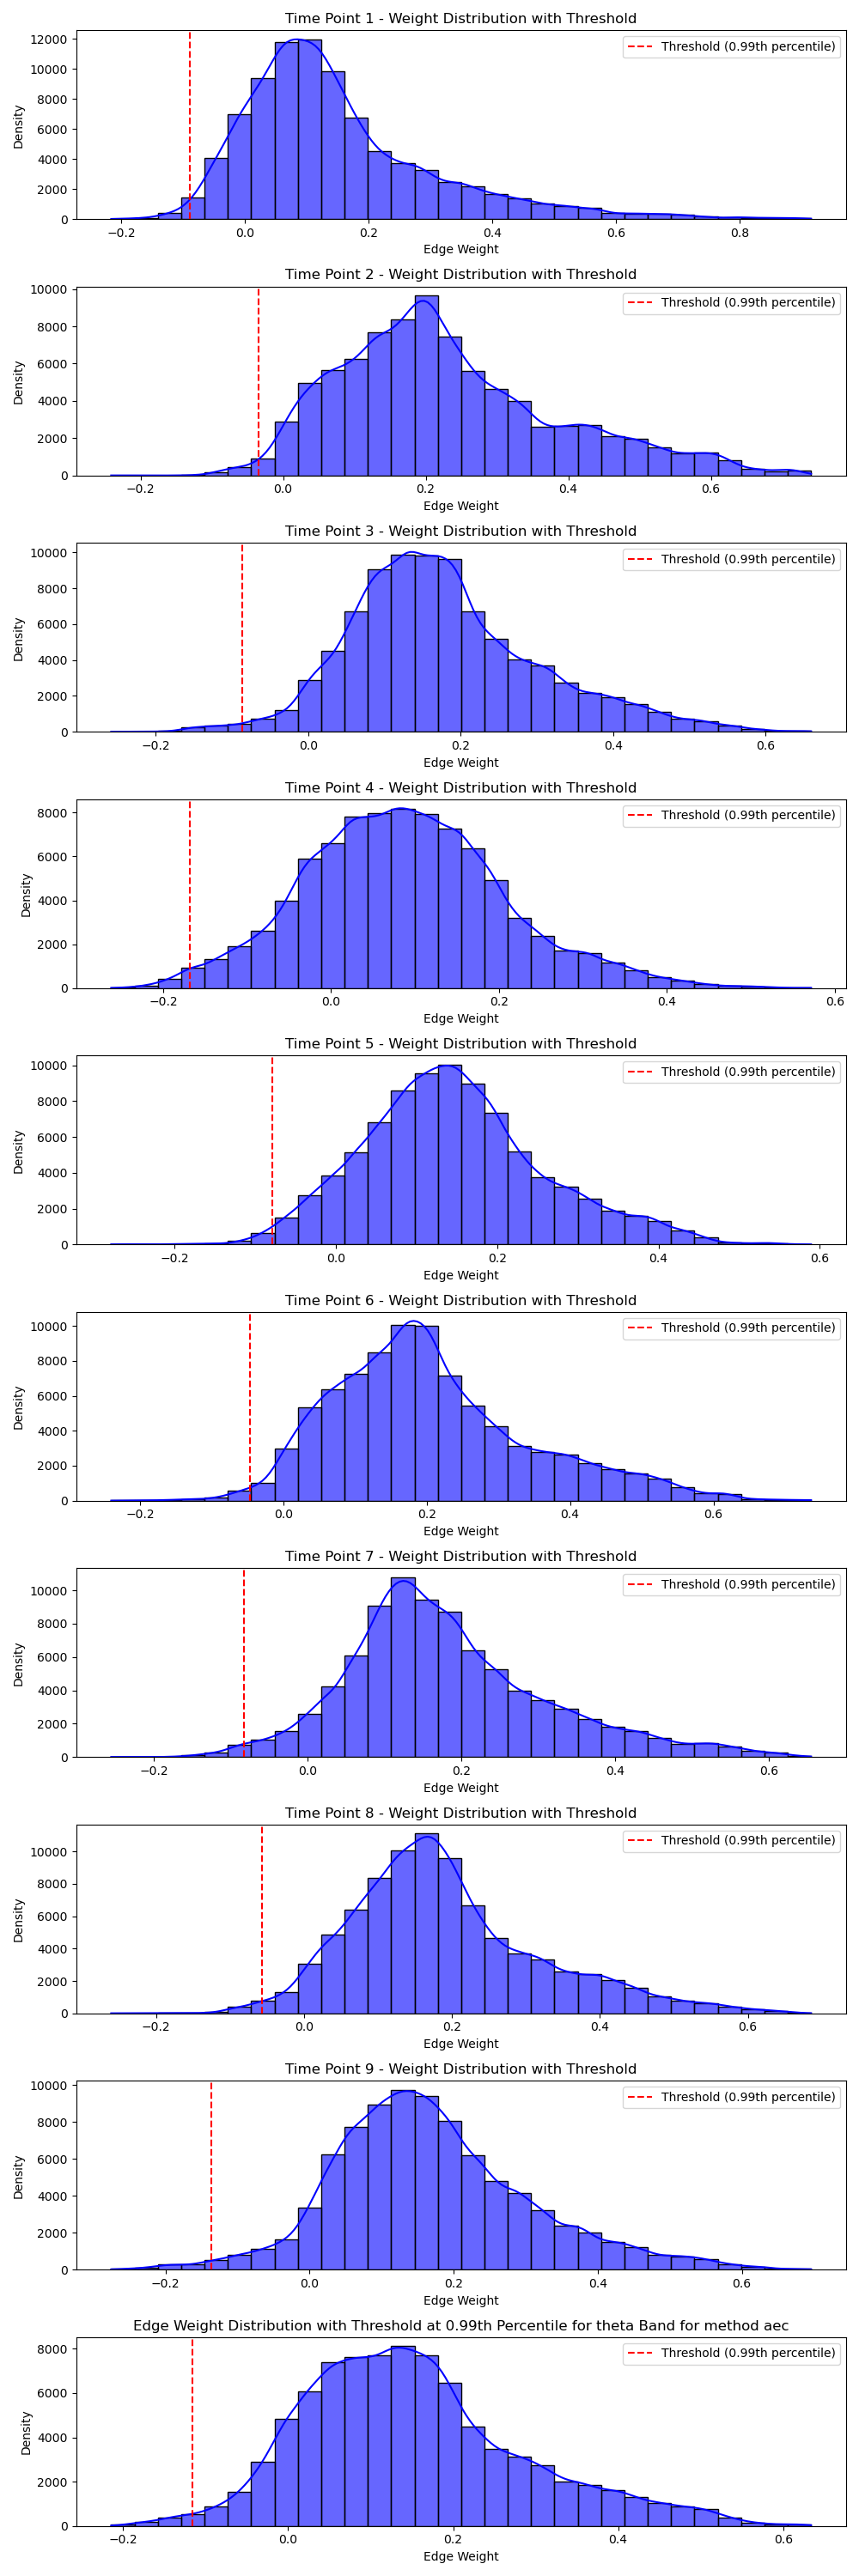 Time Point 1 - Weight Distribution with Threshold
Threshold (0.99th percentile)
Density
12000
10000
8000
6000
4000
2000
0
−0.2 0.0 0.2 0.4 0.6 0.8
Edge Weight
Time Point 2 - Weight Distribution with Threshold
Threshold (0.99th percentile)
Density
10000
8000
6000
4000
2000
0
−0.2 0.0 0.2 0.4 0.6
Edge Weight
Time Point 3 - Weight Distribution with Threshold
Threshold (0.99th percentile)
Density
10000
8000
6000
4000
2000
0
−0.2 0.0 0.2 0.4 0.6
Edge Weight
Time Point 4 - Weight Distribution with Threshold
Threshold (0.99th percentile)
Density
8000
6000
4000
2000
0
−0.2 0.0 0.2 0.4 0.6
Edge Weight
Time Point 5 - Weight Distribution with Threshold
Threshold (0.99th percentile)
Density
10000
8000
6000
4000
2000
0
−0.2 0.0 0.2 0.4 0.6
Edge Weight
Time Point 6 - Weight Distribution with Threshold
Threshold (0.99th percentile)
Density
10000
8000
6000
4000
2000
0
−0.2 0.0 0.2 0.4 0.6
Edge Weight
Time Point 7 - Weight Distribution with Threshold
Threshold (0.99th percentile)
Density
10000
8000
6000
4000
2000
0
−0.2 0.0 0.2 0.4 0.6
Edge Weight
Time Point 8 - Weight Distribution with Threshold
Threshold (0.99th percentile)
Density
10000
8000
6000
4000
2000
0
−0.2 0.0 0.2 0.4 0.6
Edge Weight
Time Point 9 - Weight Distribution with Threshold
Threshold (0.99th percentile)
Density
10000
8000
6000
4000
2000
0
−0.2 0.0 0.2 0.4 0.6
Edge Weight
Edge Weight Distribution with Threshold at 0.99th Percentile for theta Band for method aec
Threshold (0.99th percentile)
Density
8000
6000
4000
2000
0
−0.2 0.0 0.2 0.4 0.6
Edge Weight